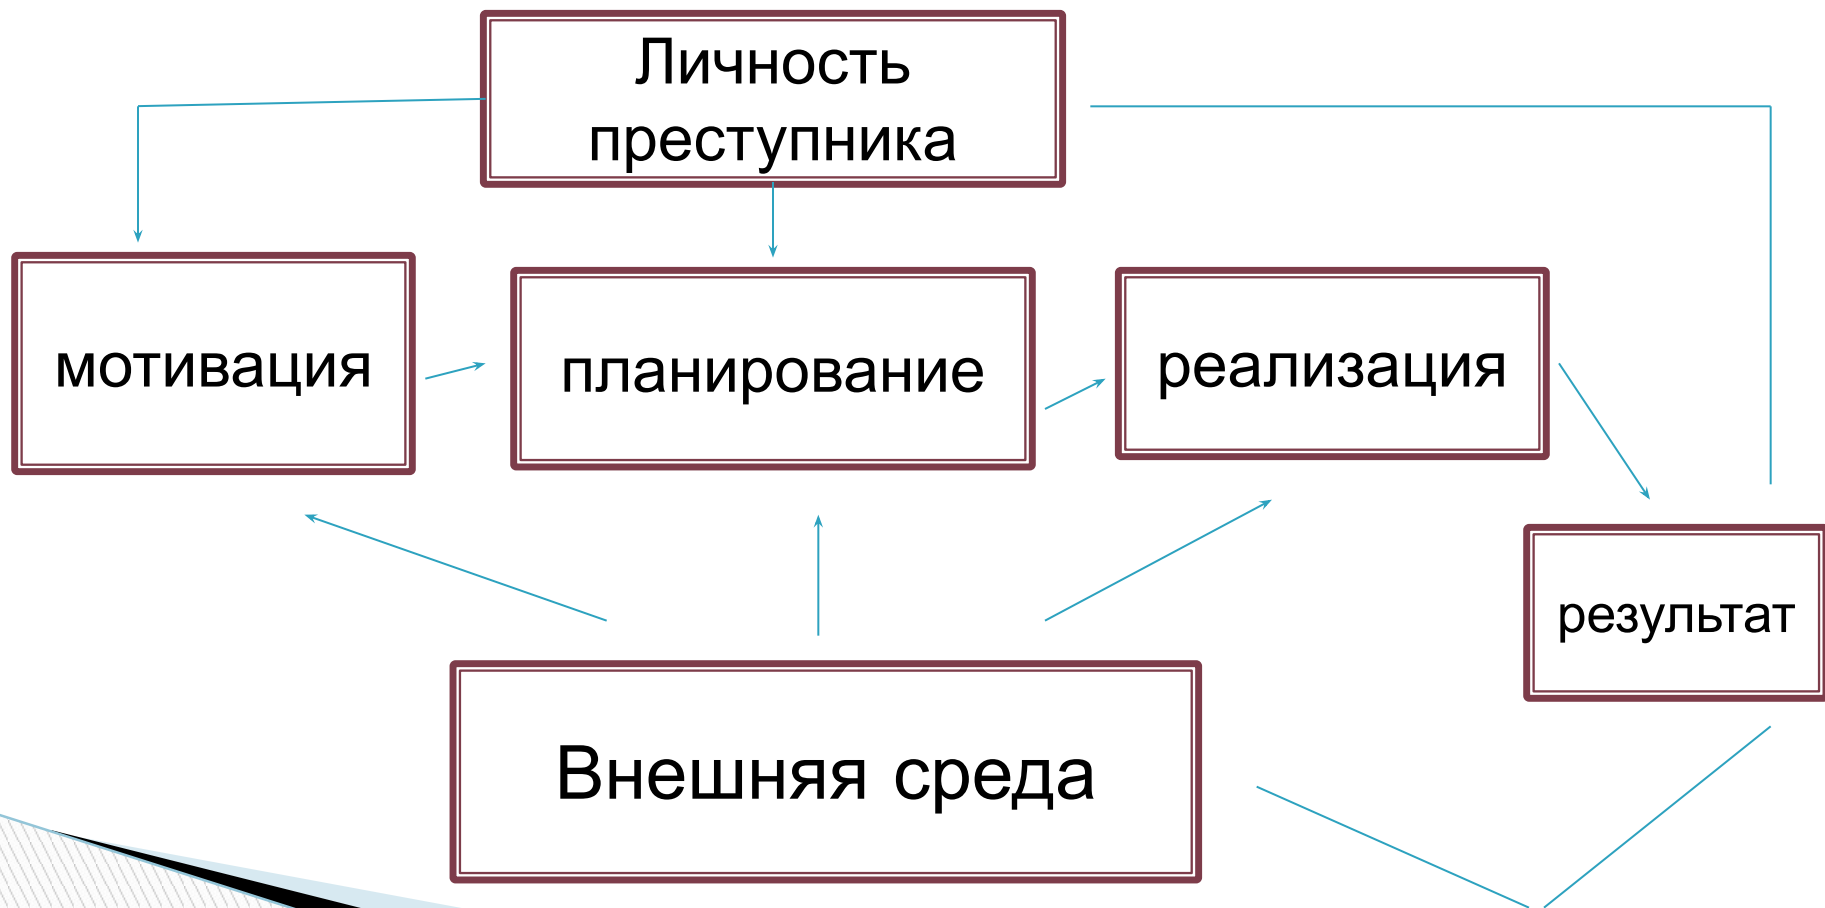 Личность
преступника
мотивация
планирование
реализация
результат
Внешняя среда